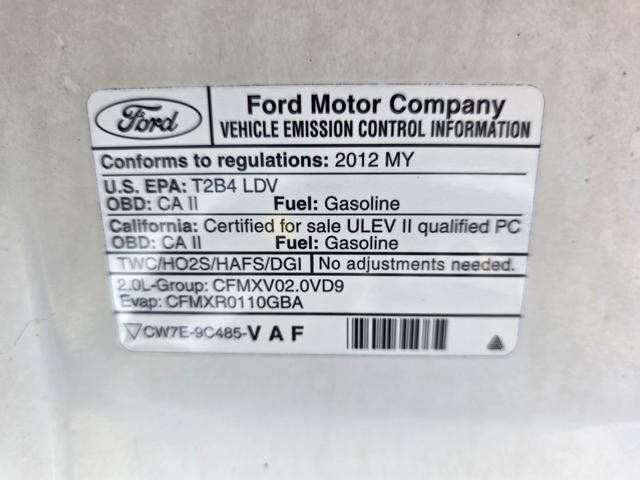 Ford
Ford Motor Company
VEHICLE EMISSION CONTROL INFORMATION
Conforms to regulations: 2012 MY
U.S. EPA: T2B4 LDV
OBD: CA II Fuel: Gasoline
California: Certified for sale ULEV II qualified PC
OBD: CA II Fuel: Gasoline
TWC/HO2S/HAFS/DGI No adjustments needed.
2.0L-Group: CFMXV02.0VD9
Evap: CFMXR0110GBA
CW7E-9C485-V A F